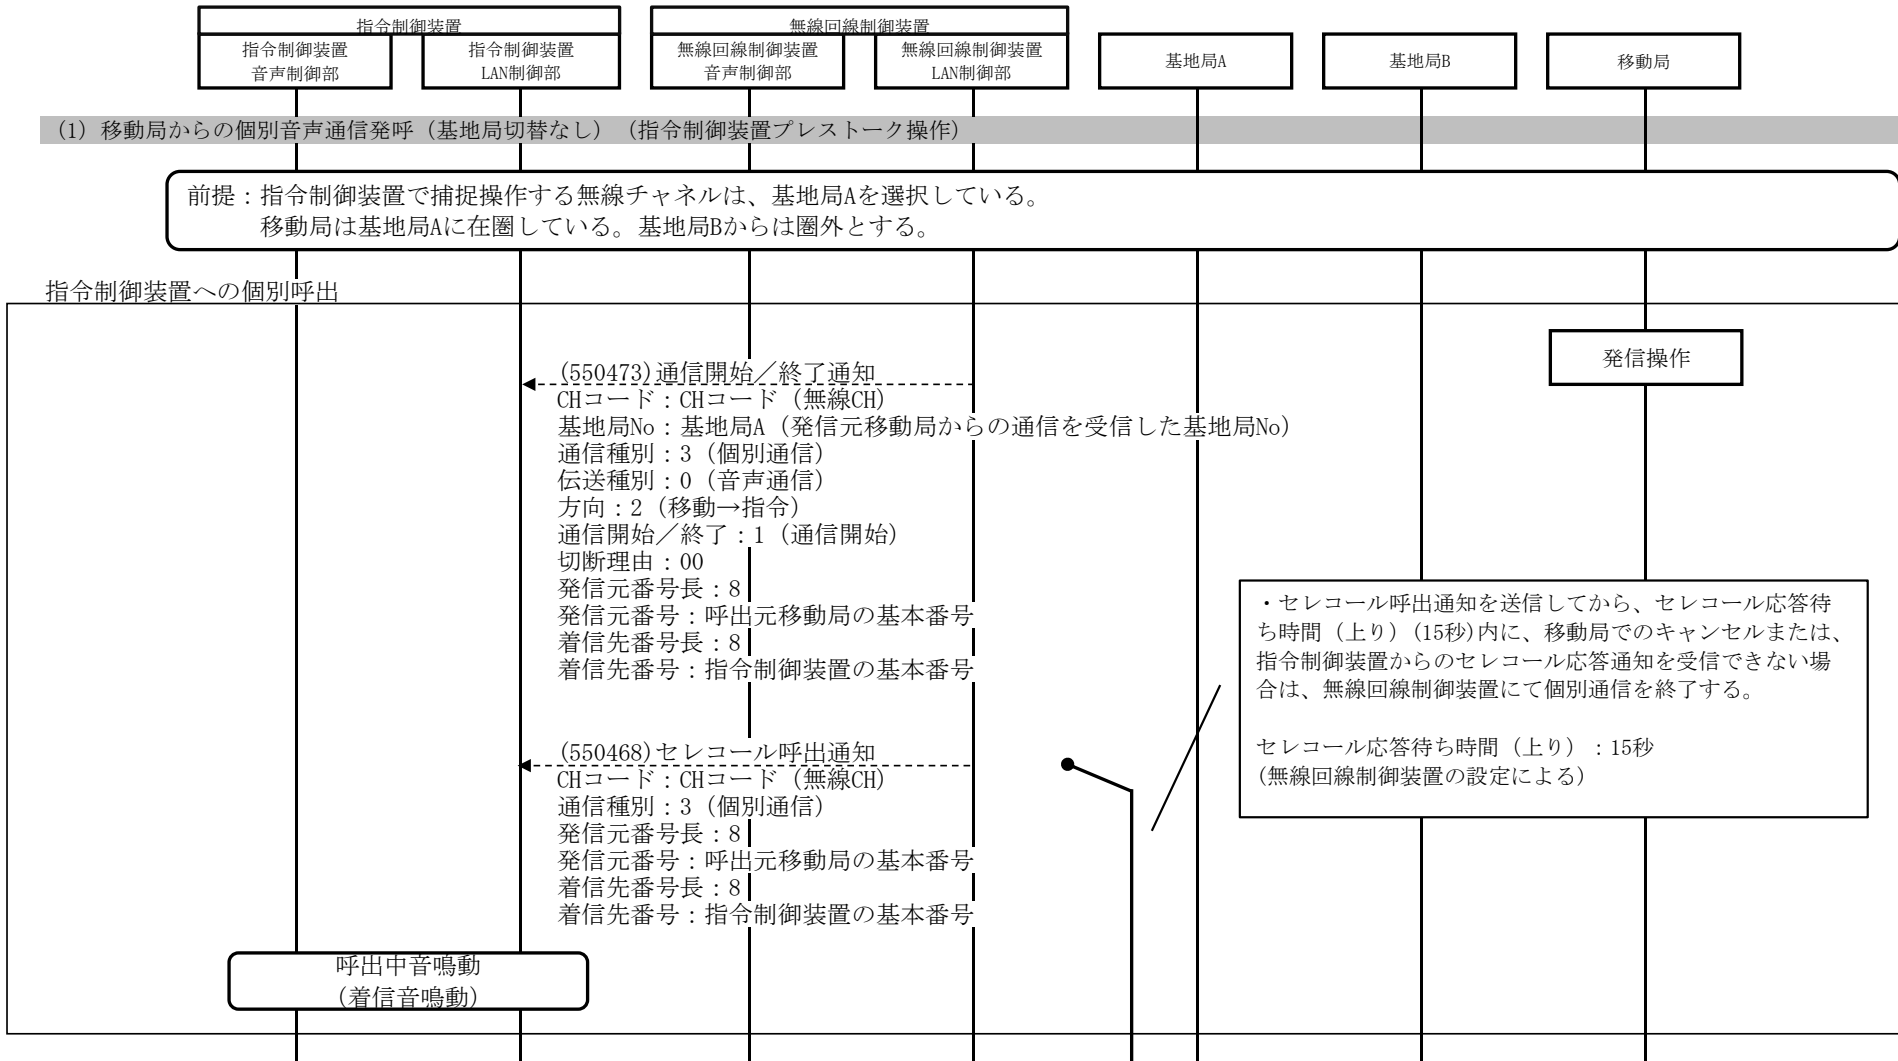 指令制御装置
無線回線制御装置
指令制御装置
音声制御部
指令制御装置
LAN制御部
無線回線制御装置
音声制御部
無線回線制御装置
LAN制御部
基地局A
基地局B
移動局
(1) 移動局からの個別音声通信発呼（基地局切替なし）（指令制御装置プレストーク操作）
前提：指令制御装置で捕捉操作する無線チャネルは、基地局Aを選択している。
移動局は基地局Aに在圏している。基地局Bからは圏外とする。
指令制御装置への個別呼出
発信操作
(550473)通信開始／終了通知
CHコード：CHコード（無線CH）
基地局No：基地局A（発信元移動局からの通信を受信した基地局No）
通信種別：3（個別通信）
伝送種別：0（音声通信）
方向：2（移動→指令）
通信開始／終了：1（通信開始）
切断理由：00
発信元番号長：8
発信元番号：呼出元移動局の基本番号
着信先番号長：8
着信先番号：指令制御装置の基本番号
・セレコール呼出通知を送信してから、セレコール応答待
ち時間（上り）(15秒)内に、移動局でのキャンセルまたは、
指令制御装置からのセレコール応答通知を受信できない場
合は、無線回線制御装置にて個別通信を終了する。
セレコール応答待ち時間（上り）：15秒
(無線回線制御装置の設定による)
(550468)セレコール呼出通知
CHコード：CHコード（無線CH）
通信種別：3（個別通信）
発信元番号長：8
発信元番号：呼出元移動局の基本番号
着信先番号長：8
着信先番号：指令制御装置の基本番号
呼出中音鳴動
（着信音鳴動）